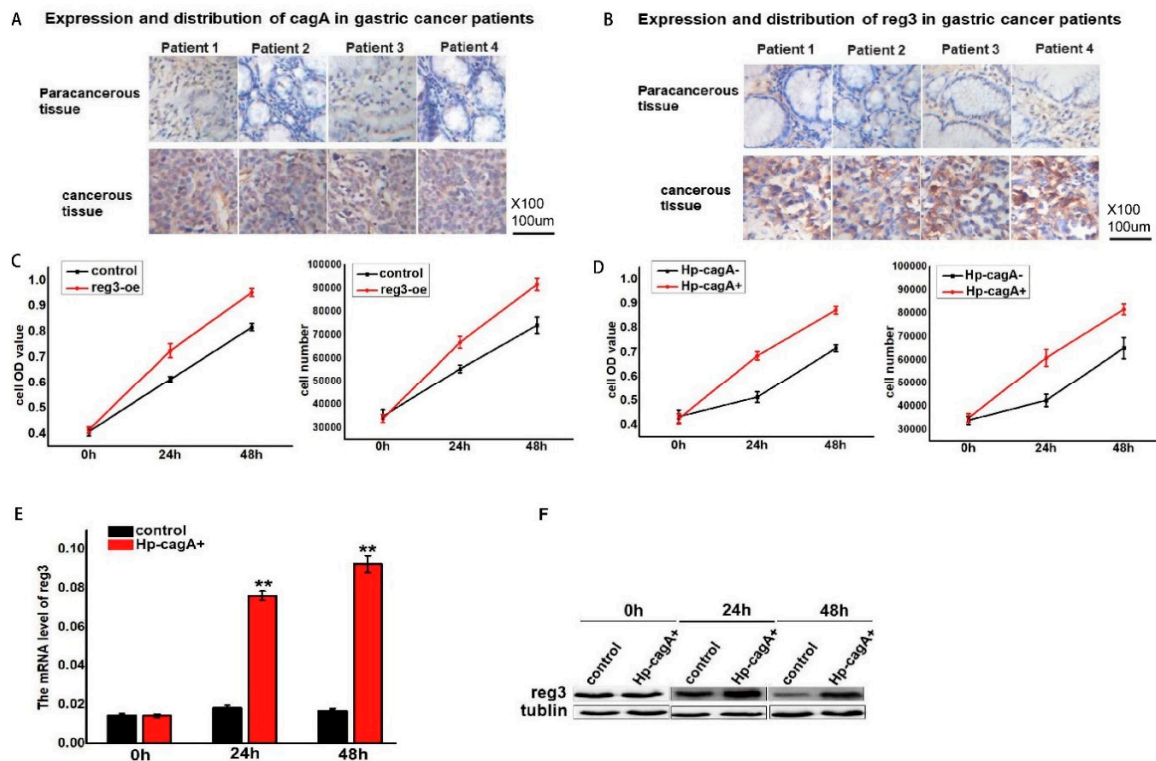 A Expression and distribution of cagA in gastric cancer patients
Patient 1 Patient 2 Patient 3 Patient 4
Paracancerous
tissue
cancerous
tissue
X100
100um
B Expression and distribution of reg3 in gastric cancer patients
Patient 1 Patient 2 Patient 3 Patient 4
Paracancerous
tissue
cancerous
tissue
X100
100um
C
control
reg3-oe
cell OD value
1.0
0.9
0.8
0.7
0.6
0.5
0.4
0h 24h 48h
control
reg3-oe
cell number
100000
90000
80000
70000
60000
50000
40000
30000
0h 24h 48h
D
Hp-cagA-
Hp-cagA+
cell OD value
1.0
0.9
0.8
0.7
0.6
0.5
0.4
0h 24h 48h
Hp-cagA-
Hp-cagA+
cell number
100000
90000
80000
70000
60000
50000
40000
30000
0h 24h 48h
E
control
Hp-cagA+
The mRNA level of reg3
0.10
0.08
0.06
0.04
0.02
0.00
** **
0h 24h 48h
F
0h 24h 48h
control Hp-cagA+ control Hp-cagA+ control Hp-cagA+
reg3
tublin